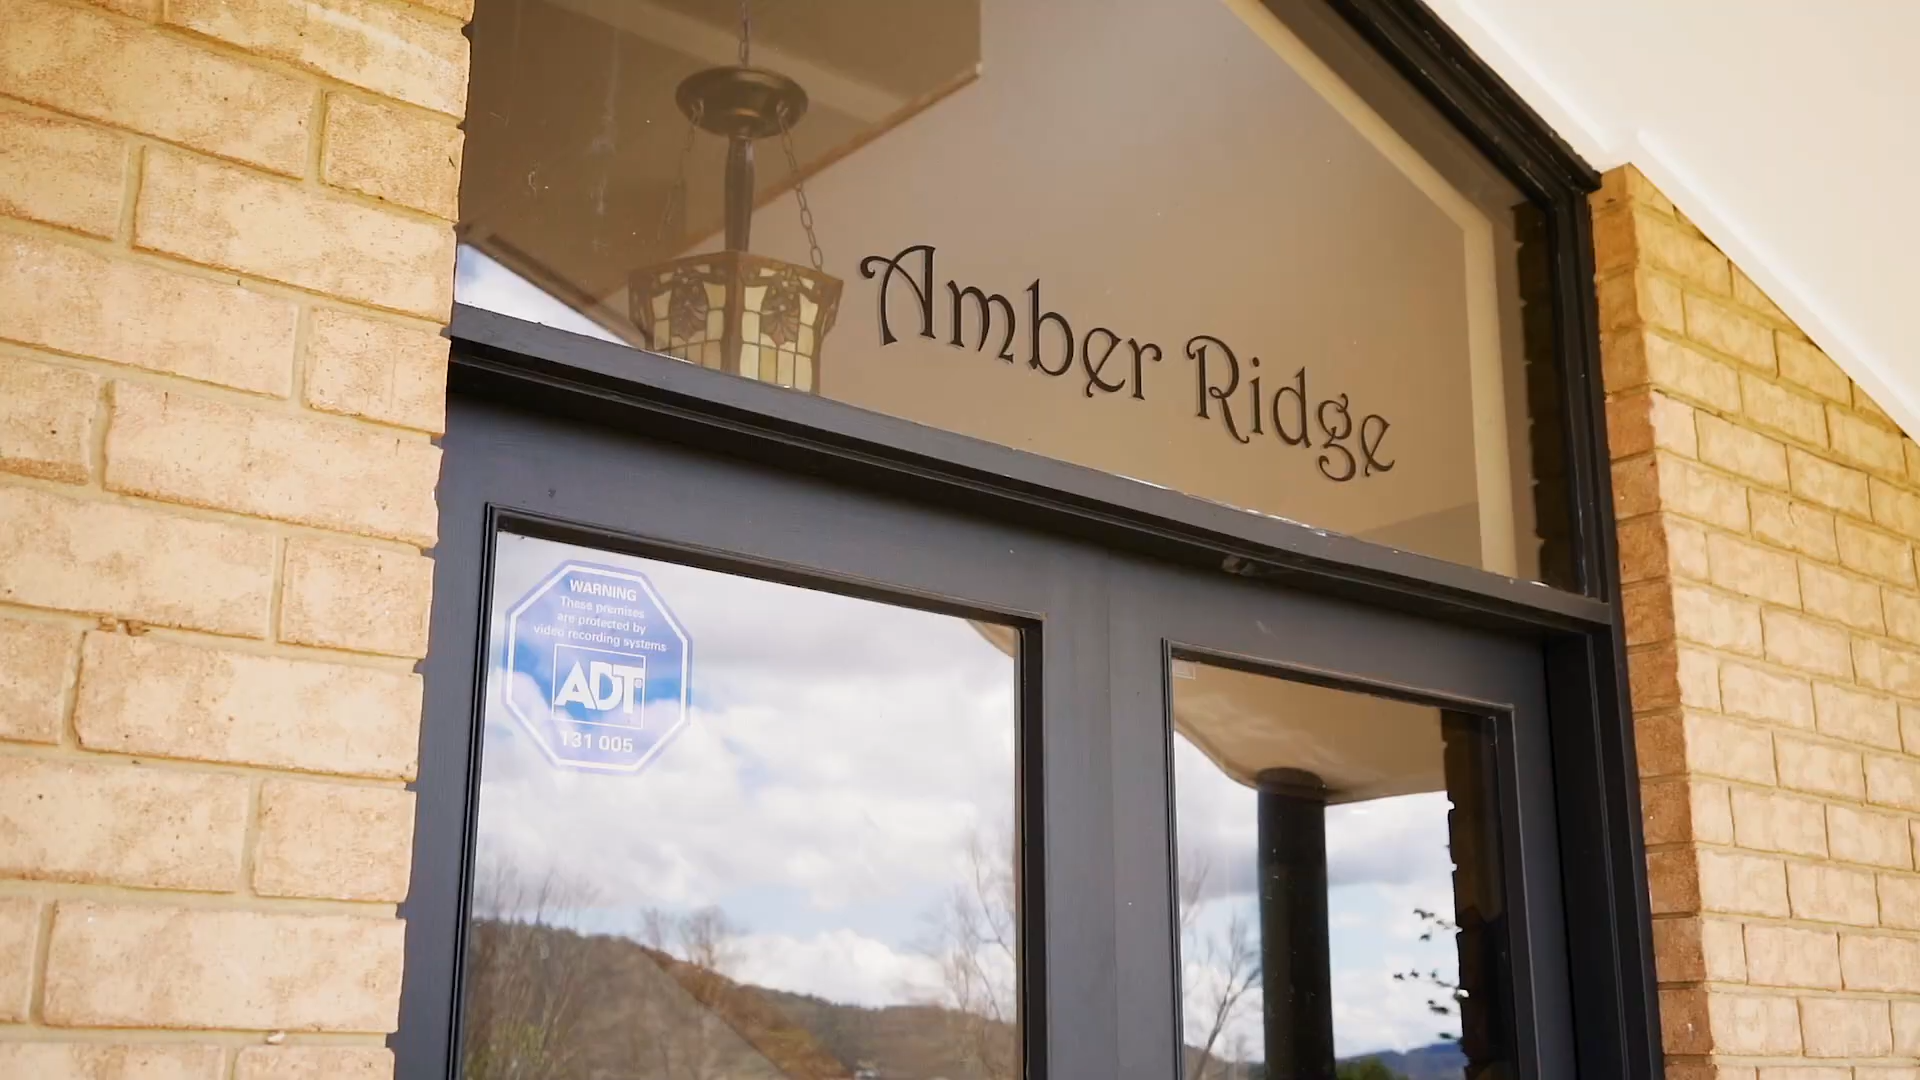 Amber Ridge
WARNING
These premises
are protected by
video recording systems
ADT
131 005